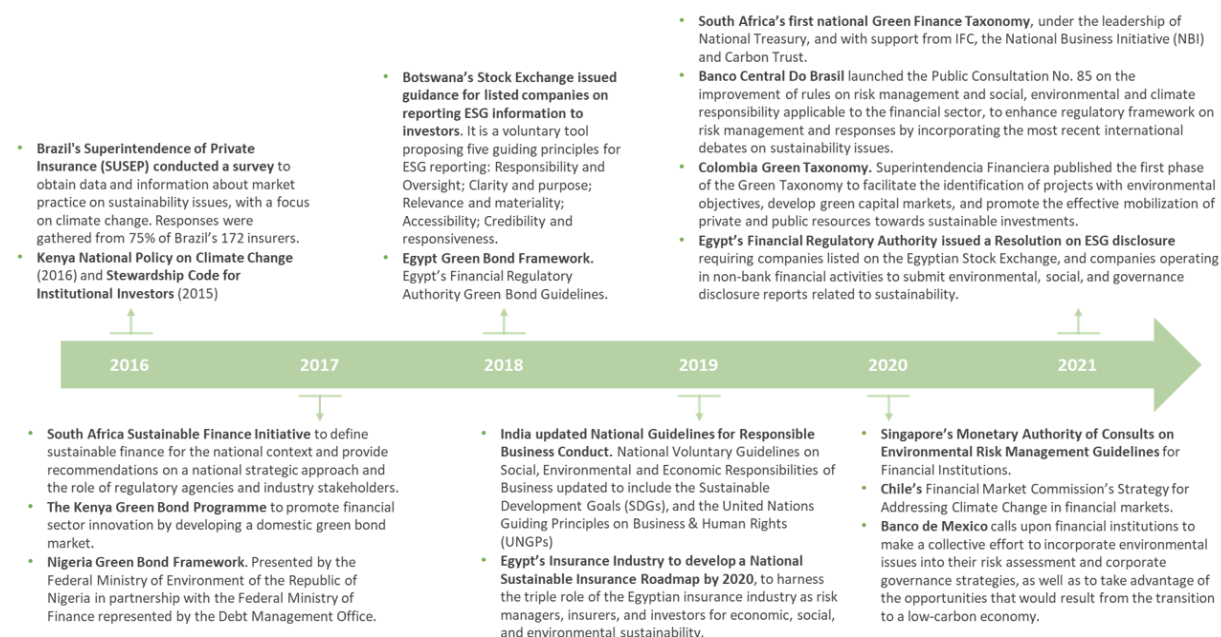 • Brazil's Superintendence of Private
Insurance (SUSEP) conducted a survey to
obtain data and information about market
practice on sustainability issues, with a focus
on climate change. Responses were
gathered from 75% of Brazil's 172 insurers.
• Kenya National Policy on Climate Change
(2016) and Stewardship Code for
Institutional Investors (2015)
• Botswana's Stock Exchange issued
guidance for listed companies on
reporting ESG information to
investors. It is a voluntary tool
proposing five guiding principles for
ESG reporting: Responsibility and
Oversight; Clarity and purpose;
Relevance and materiality;
Accessibility; Credibility and
responsiveness.
• Egypt Green Bond Framework.
Egypt's Financial Regulatory
Authority Green Bond Guidelines.
• South Africa's first national Green Finance Taxonomy, under the leadership of
National Treasury, and with support from IFC, the National Business Initiative (NBI)
and Carbon Trust.
• Banco Central Do Brasil launched the Public Consultation No. 85 on the
improvement of rules on risk management and social, environmental and climate
responsibility applicable to the financial sector, to enhance regulatory framework on
risk management and responses by incorporating the most recent international
debates on sustainability issues.
• Colombia Green Taxonomy. Superintendencia Financiera published the first phase
of the Green Taxonomy to facilitate the identification of projects with environmental
objectives, develop green capital markets, and promote the effective mobilization of
private and public resources towards sustainable investments.
• Egypt's Financial Regulatory Authority issued a Resolution on ESG disclosure
requiring companies listed on the Egyptian Stock Exchange, and companies operating
in non-bank financial activities to submit environmental, social, and governance
disclosure reports related to sustainability.
2016 2017 2018 2019 2020 2021
• South Africa Sustainable Finance Initiative to define
sustainable finance for the national context and provide
recommendations on a national strategic approach and
the role of regulatory agencies and industry stakeholders.
• The Kenya Green Bond Programme to promote financial
sector innovation by developing a domestic green bond
market.
• Nigeria Green Bond Framework. Presented by the
Federal Ministry of Environment of the Republic of
Nigeria in partnership with the Federal Ministry of
Finance represented by the Debt Management Office.
• India updated National Guidelines for Responsible
Business Conduct. National Voluntary Guidelines on
Social, Environmental and Economic Responsibilities of
Business updated to include the Sustainable
Development Goals (SDGs), and the United Nations
Guiding Principles on Business & Human Rights
(UNGPs)
• Egypt's Insurance Industry to develop a National
Sustainable Insurance Roadmap by 2020, to harness
the triple role of the Egyptian insurance industry as risk
managers, insurers, and investors for economic, social,
and environmental sustainability.
• Singapore's Monetary Authority of Consults on
Environmental Risk Management Guidelines for
Financial Institutions.
• Chile's Financial Market Commission's Strategy for
Addressing Climate Change in financial markets.
• Banco de Mexico calls upon financial institutions to
make a collective effort to incorporate environmental
issues into their risk assessment and corporate
governance strategies, as well as to take advantage of
the opportunities that would result from the transition
to a low-carbon economy.